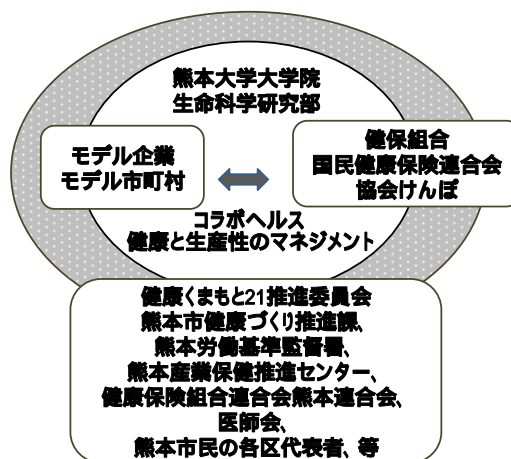 熊本大学大学院
生命科学研究部
モデル企業
モデル市町村
健保組合
国民健康保険連合会
協会けんぽ
コラボヘルス
健康と生産性のマネジメント
健康くまもと21推進委員会
熊本市健康づくり推進課、
熊本労働基準監督署、
熊本産業保健推進センター、
健康保険組合連合会熊本連合会、
医師会、
熊本市民の各区代表者、等